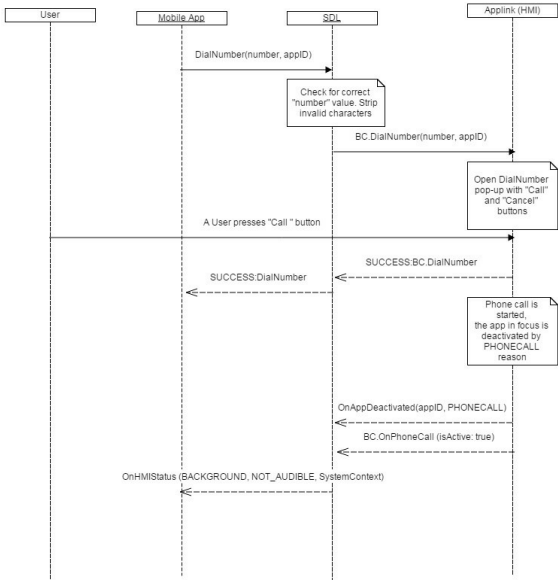 User
Mobile App
SDL
Applink (HMI)
DialNumber(number, appID)
Check for correct
"number" value. Strip
invalid characters
BC.DialNumber(number, appID)
Open DialNumber
pop-up with "Call"
and "Cancel"
buttons
A User presses "Call " button
SUCCESS:BC.DialNumber
SUCCESS:DialNumber
Phone call is
started,
the app in focus is
deactivated by
PHONECALL
reason
OnAppDeactivated(appID, PHONECALL)
BC.OnPhoneCall (isActive: true)
OnHMIStatus (BACKGROUND, NOT_AUDIBLE, SystemContext)